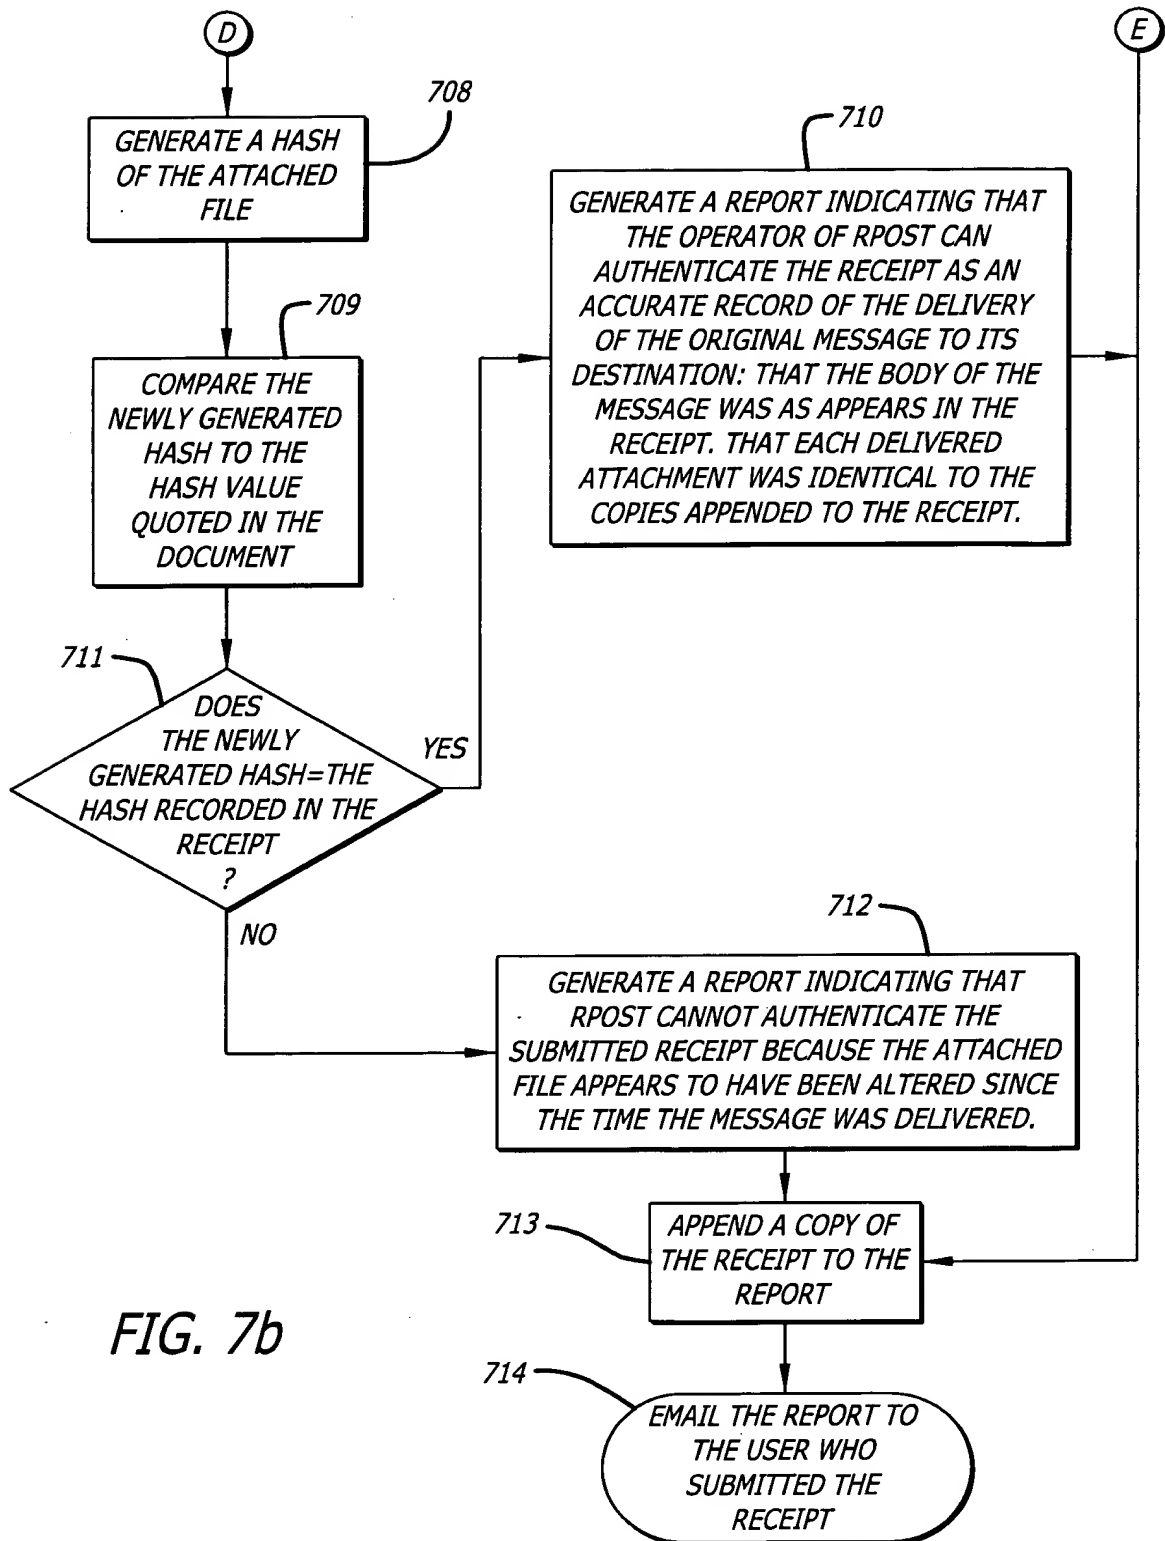 D
E
708
GENERATE A HASH
OF THE ATTACHED
FILE
710
GENERATE A REPORT INDICATING THAT
THE OPERATOR OF RPOST CAN
AUTHENTICATE THE RECEIPT AS AN
ACCURATE RECORD OF THE DELIVERY
OF THE ORIGINAL MESSAGE TO ITS
DESTINATION: THAT THE BODY OF THE
MESSAGE WAS AS APPEARS IN THE
RECEIPT. THAT EACH DELIVERED
ATTACHMENT WAS IDENTICAL TO THE
COPIES APPENDED TO THE RECEIPT.
709
COMPARE THE
NEWLY GENERATED
HASH TO THE
HASH VALUE
QUOTED IN THE
DOCUMENT
711
DOES
THE NEWLY
GENERATED HASH=THE
HASH RECORDED IN THE
RECEIPT
?
YES
NO
712
GENERATE A REPORT INDICATING THAT
RPOST CANNOT AUTHENTICATE THE
SUBMITTED RECEIPT BECAUSE THE ATTACHED
FILE APPEARS TO HAVE BEEN ALTERED SINCE
THE TIME THE MESSAGE WAS DELIVERED.
713
APPEND A COPY OF
THE RECEIPT TO THE
REPORT
714
EMAIL THE REPORT TO
THE USER WHO
SUBMITTED THE
RECEIPT
FIG. 7b